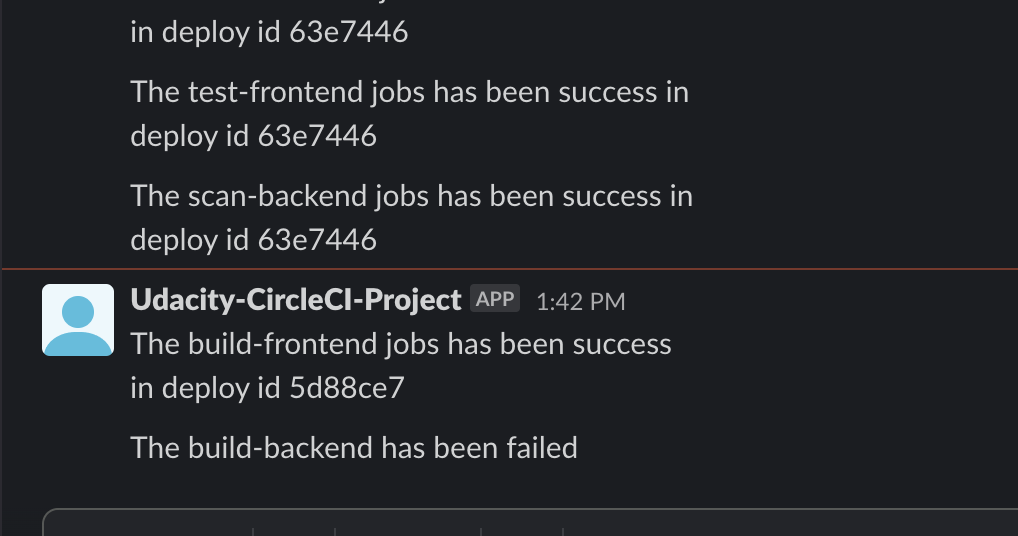 in deploy id 63e7446
The test-frontend jobs has been success in
deploy id 63e7446
The scan-backend jobs has been success in
deploy id 63e7446
Udacity-CircleCI-Project APP 1:42 PM
The build-frontend jobs has been success
in deploy id 5d88ce7
The build-backend has been failed